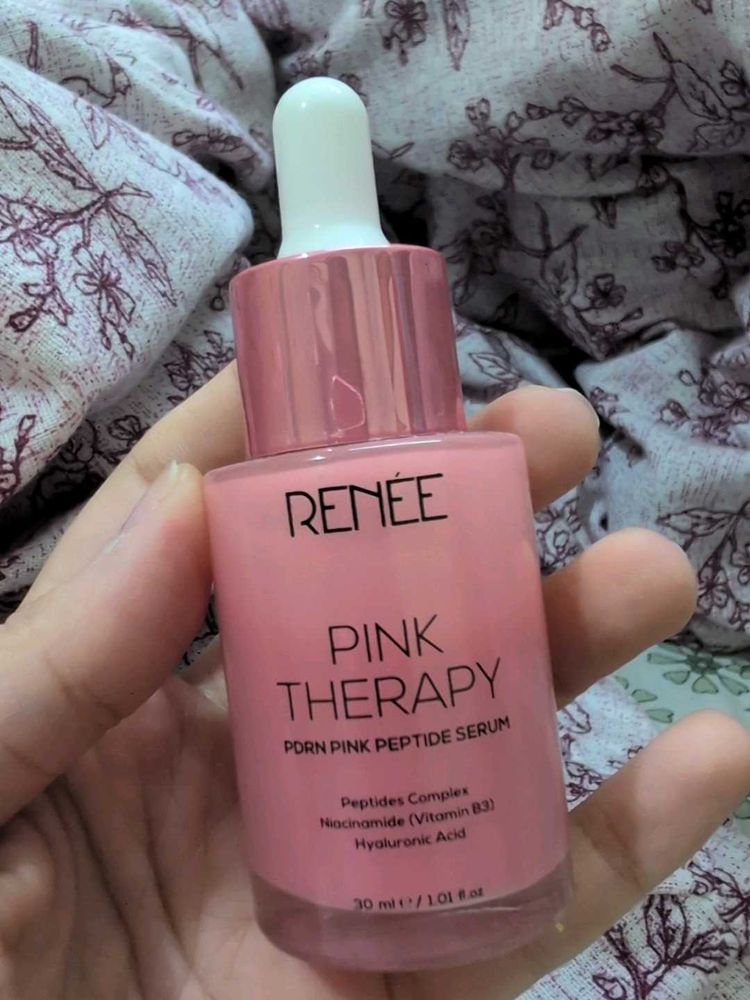 RENÉE
PINK
THERAPY
PDRN PINK PEPTIDE SERUM
Peptides Complex
Niacinamide (Vitamin B3)
Hyaluronic Acid
30 ml ℮ / 1.01 fl.oz